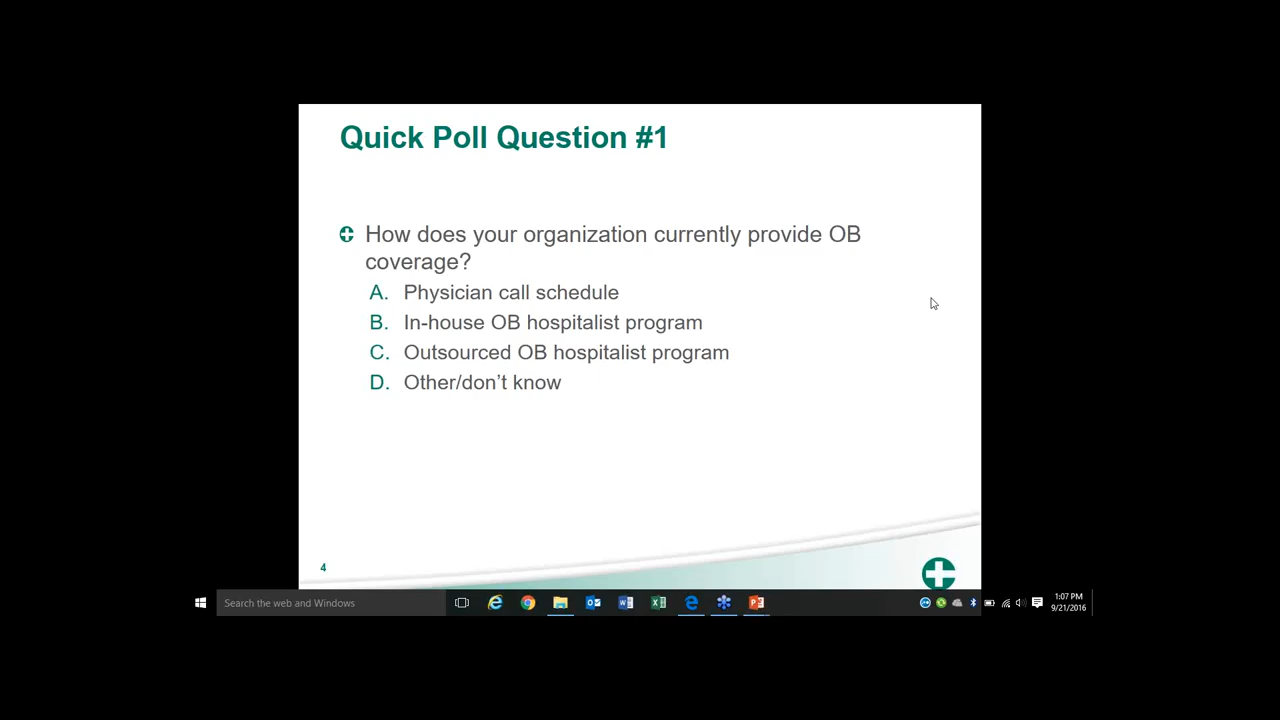 Quick Poll Question #1
How does your organization currently provide OB
coverage?
A. Physician call schedule
B. In-house OB hospitalist program
C. Outsourced OB hospitalist program
D. Other/don’t know
4
Search the web and Windows
1:07 PM
9/21/2016